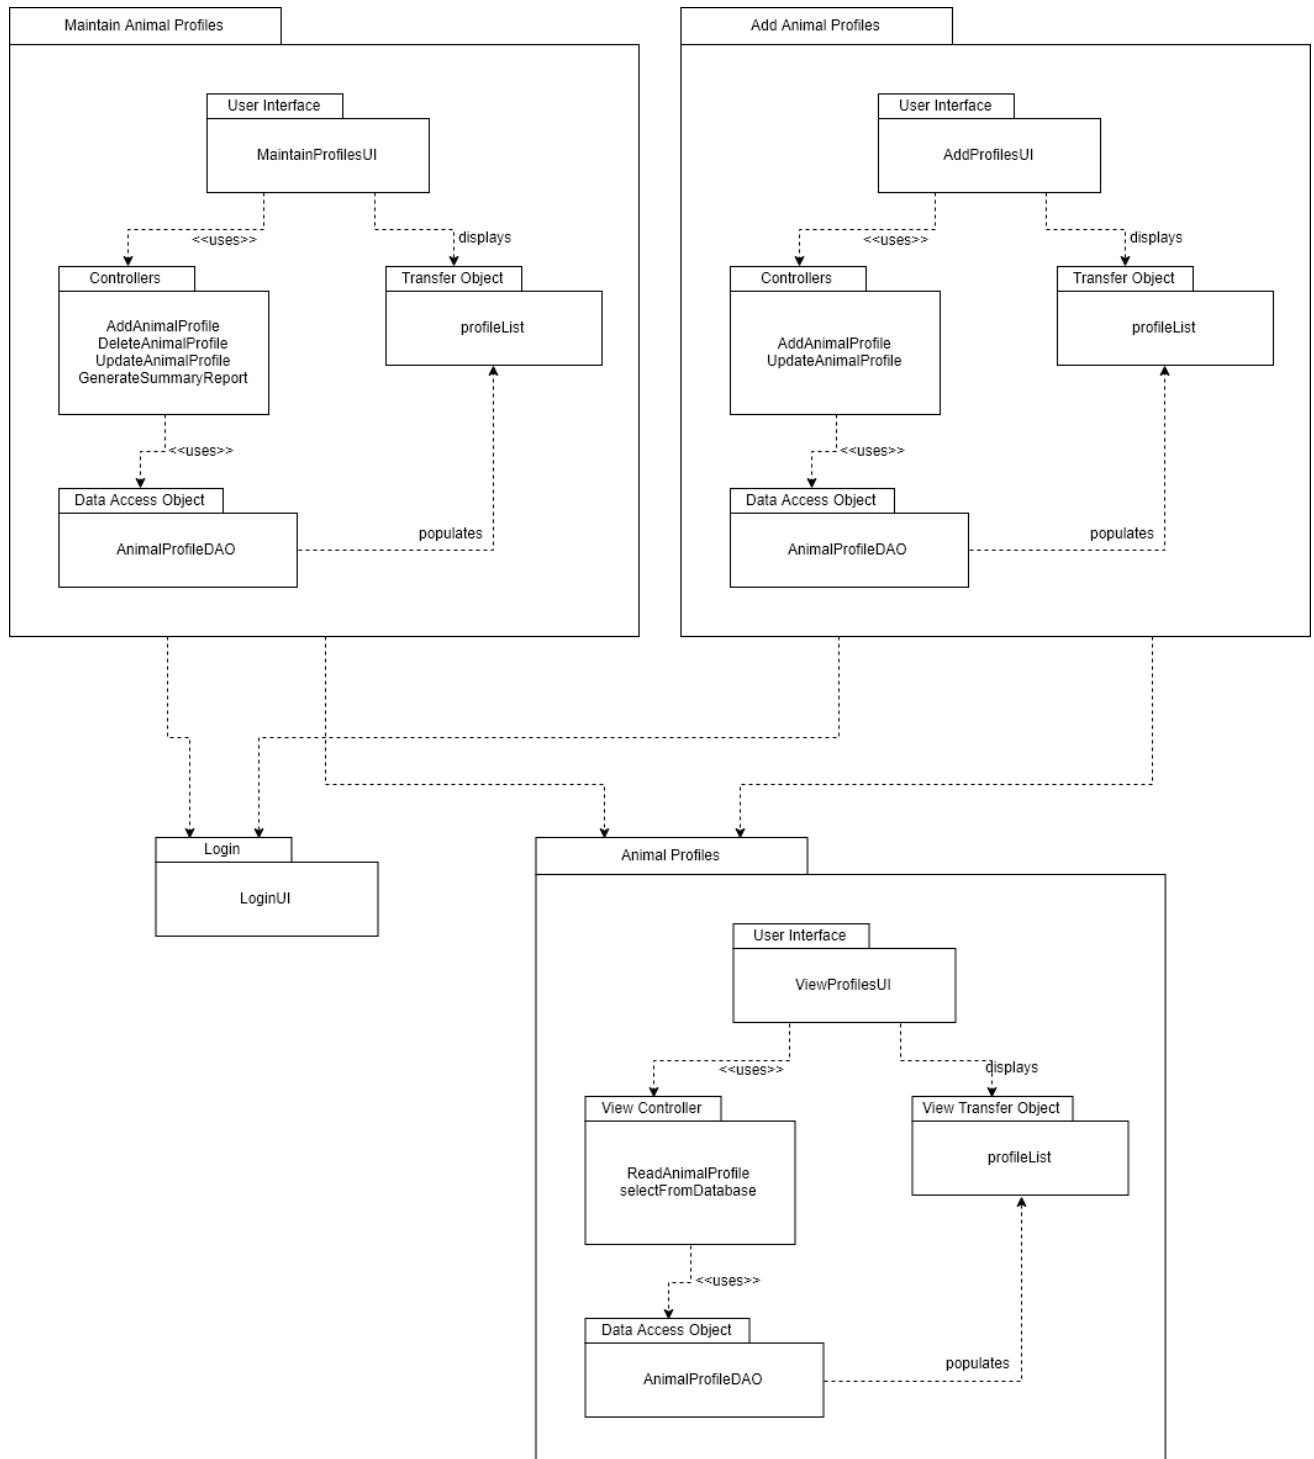 Maintain Animal Profiles
User Interface
MaintainProfilesUI
<<uses>>
displays
Controllers
AddAnimalProfile
DeleteAnimalProfile
UpdateAnimalProfile
GenerateSummaryReport
Transfer Object
profileList
<<uses>>
Data Access Object
AnimalProfileDAO
populates
Add Animal Profiles
User Interface
AddProfilesUI
<<uses>>
displays
Controllers
AddAnimalProfile
UpdateAnimalProfile
Transfer Object
profileList
<<uses>>
Data Access Object
AnimalProfileDAO
populates
Login
LoginUI
Animal Profiles
User Interface
ViewProfilesUI
<<uses>>
displays
View Controller
ReadAnimalProfile
selectFromDatabase
View Transfer Object
profileList
<<uses>>
Data Access Object
AnimalProfileDAO
populates